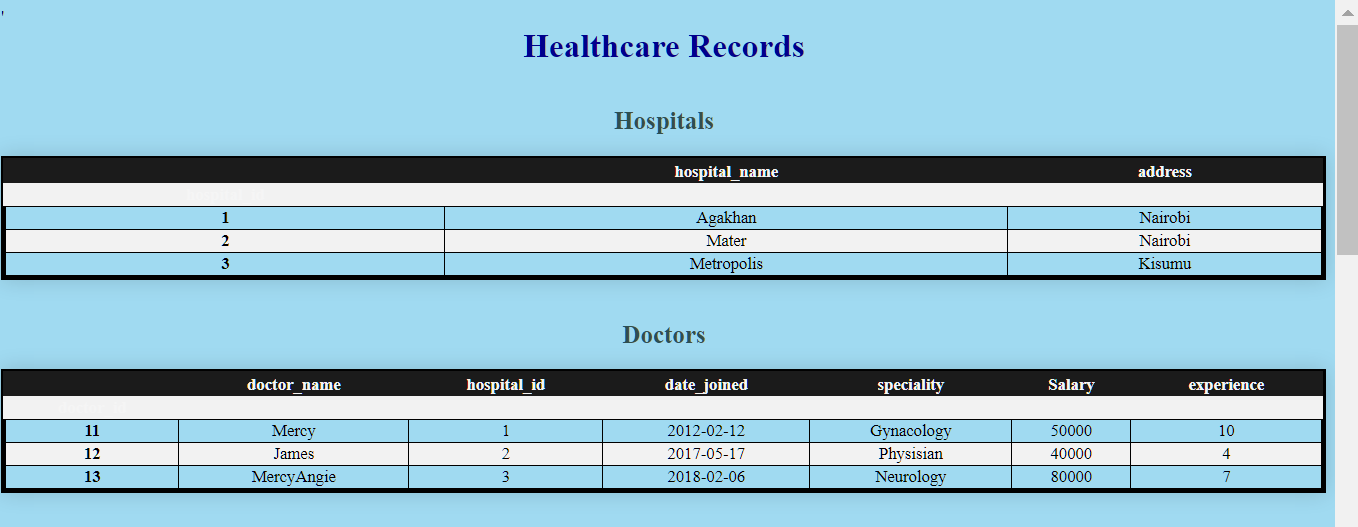 '
Healthcare Records
Hospitals
hospital_name address
1 Agakhan Nairobi
2 Mater Nairobi
3 Metropolis Kisumu
Doctors
doctor_name hospital_id date_joined speciality Salary experience
11 Mercy 1 2012-02-12 Gynacology 50000 10
12 James 2 2017-05-17 Physisian 40000 4
13 MercyAngie 3 2018-02-06 Neurology 80000 7